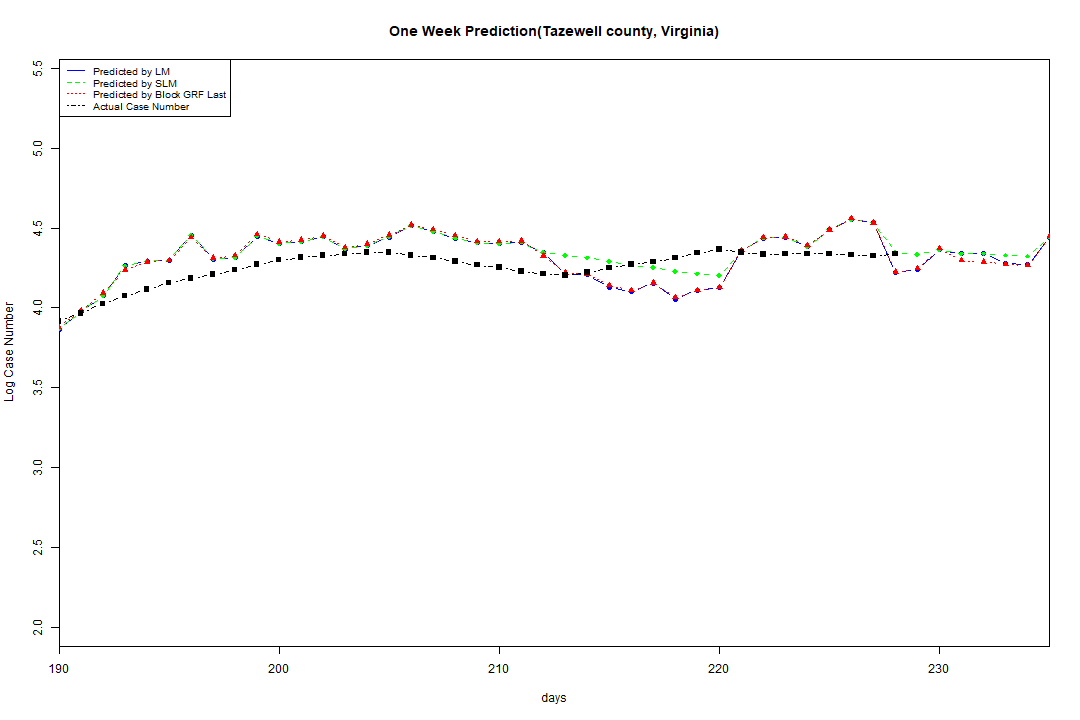 One Week Prediction(Tazewell county, Virginia)
Predicted by LM
Predicted by SLM
Predicted by Block GRF Last
Actual Case Number
5.5
5.0
4.5
4.0
3.5
3.0
2.5
2.0
Log Case Number
190 200 210 220 230
days